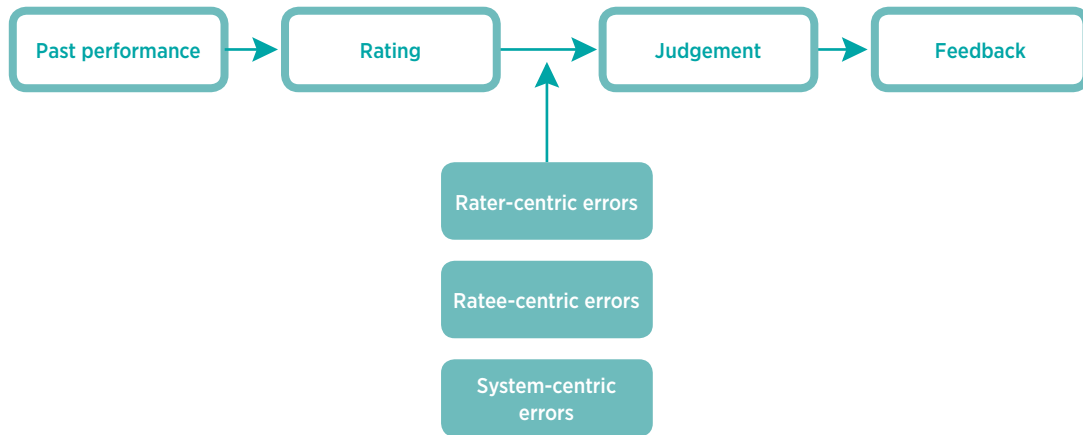 Past performance
Rating
Judgement
Feedback
Rater-centric errors
Ratee-centric errors
System-centric
errors